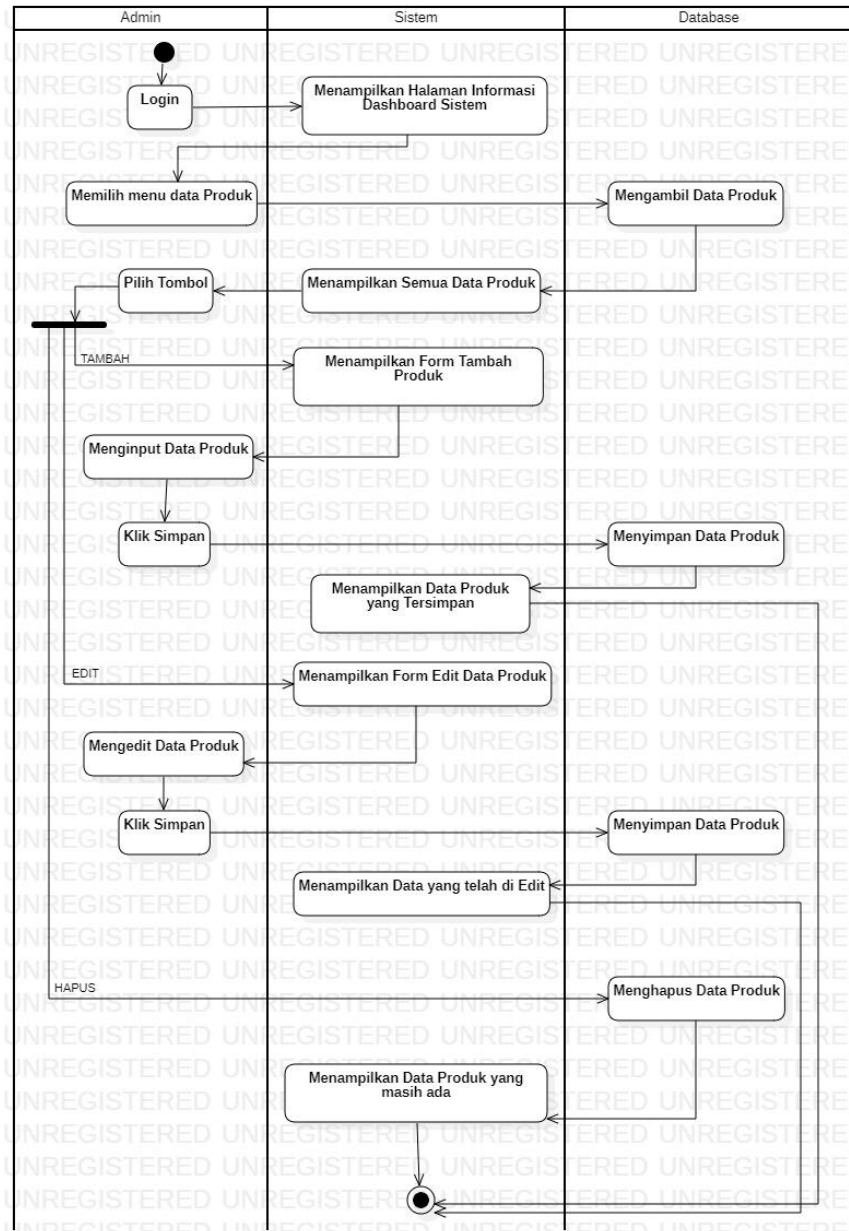 Admin
Sistem
Database
Login
Menampilkan Halaman Informasi
Dashboard Sistem
Memilih menu data Produk
Mengambil Data Produk
Pilih Tombol
Menampilkan Semua Data Produk
TAMBAH
Menampilkan Form Tambah
Produk
Menginput Data Produk
Klik Simpan
Menyimpan Data Produk
Menampilkan Data Produk
yang Tersimpan
EDIT
Menampilkan Form Edit Data Produk
Mengedit Data Produk
Klik Simpan
Menyimpan Data Produk
Menampilkan Data yang telah di Edit
HAPUS
Menghapus Data Produk
Menampilkan Data Produk yang
masih ada
UNREGISTERED